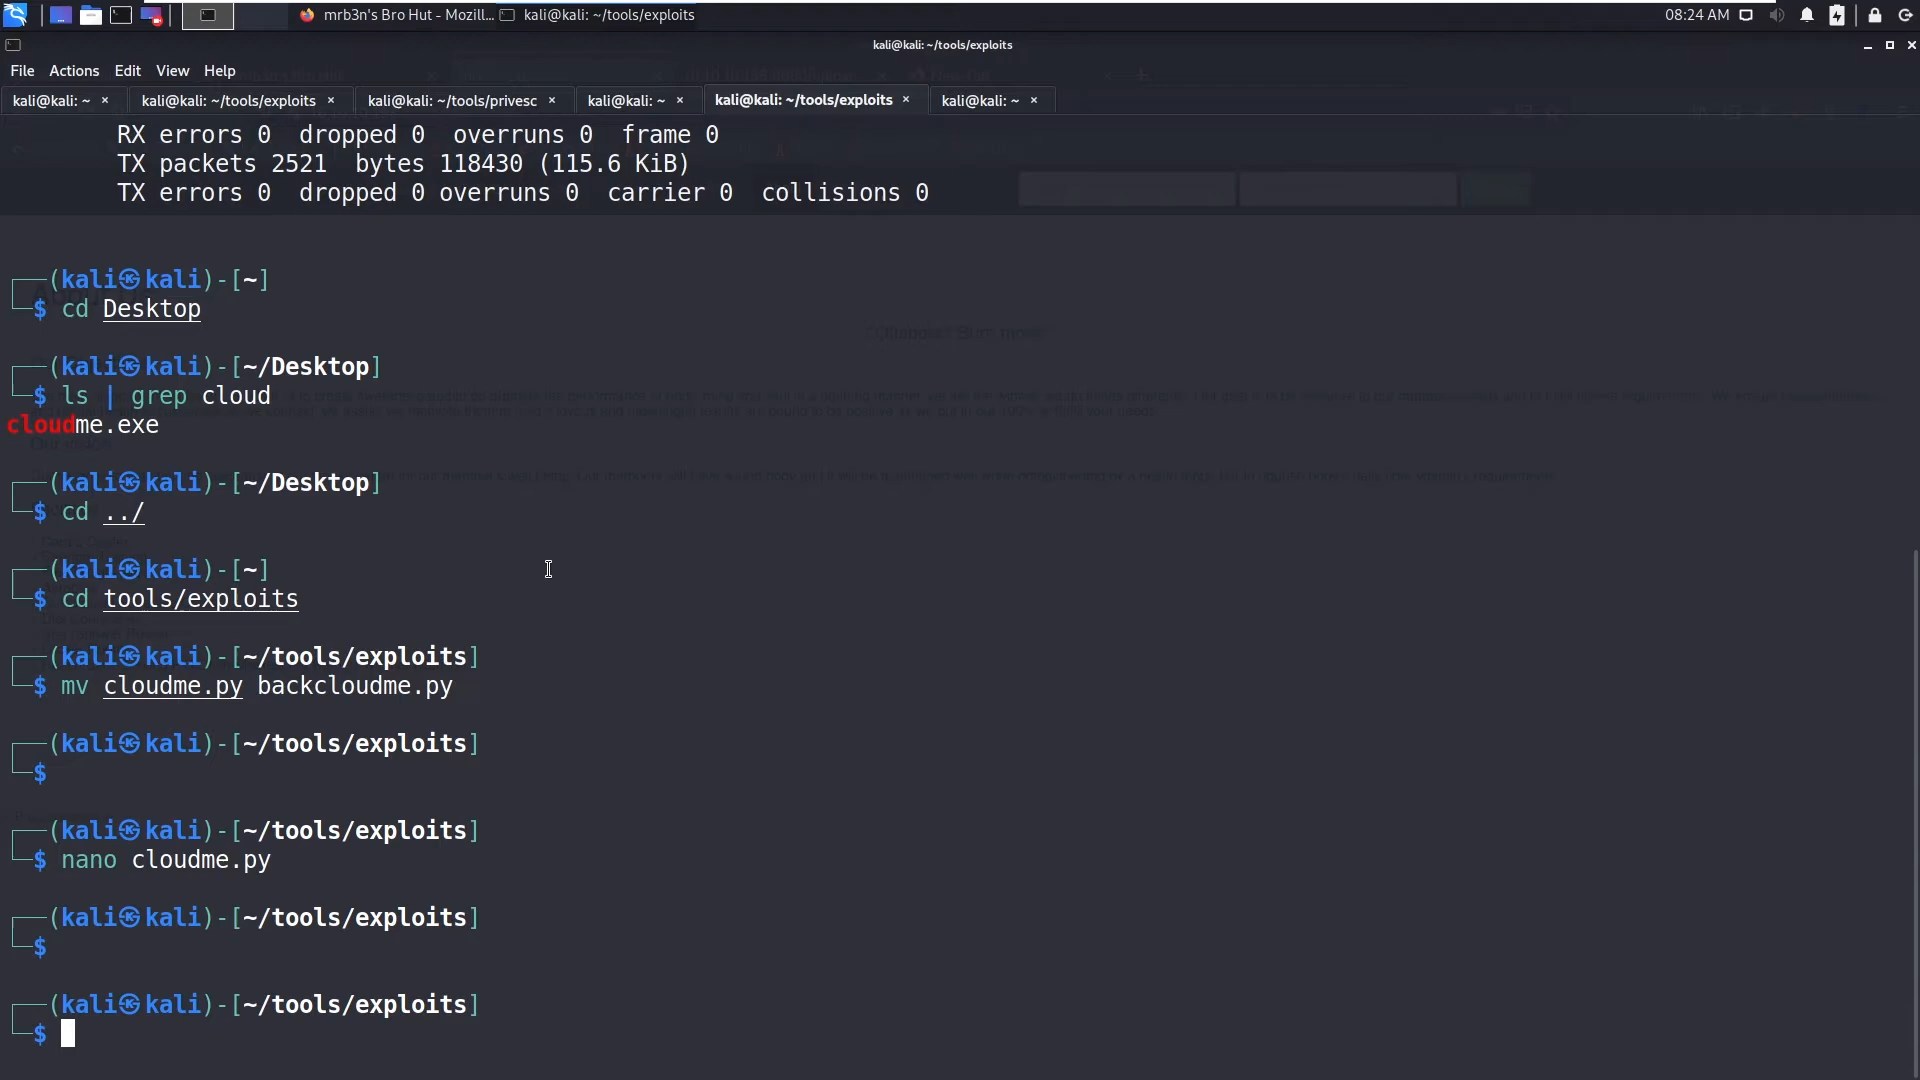 mrb3n's Bro Hut - Mozill... kali@kali: ~/tools/exploits 08:24 AM
kali@kali: ~/tools/exploits
File Actions Edit View Help
kali@kali: ~ × kali@kali: ~/tools/exploits × kali@kali: ~/tools/privesc × kali@kali: ~ × kali@kali: ~/tools/exploits × kali@kali: ~ ×
RX errors 0  dropped 0  overruns 0  frame 0
TX packets 2521  bytes 118430 (115.6 KiB)
TX errors 0  dropped 0 overruns 0  carrier 0  collisions 0
┌──(kali㉿kali)-[~]
└─$ cd Desktop
┌──(kali㉿kali)-[~/Desktop]
└─$ ls | grep cloud
cloudme.exe
┌──(kali㉿kali)-[~/Desktop]
└─$ cd ../
┌──(kali㉿kali)-[~]
└─$ cd tools/exploits
┌──(kali㉿kali)-[~/tools/exploits]
└─$ mv cloudme.py backcloudme.py
┌──(kali㉿kali)-[~/tools/exploits]
└─$
┌──(kali㉿kali)-[~/tools/exploits]
└─$ nano cloudme.py
┌──(kali㉿kali)-[~/tools/exploits]
└─$
┌──(kali㉿kali)-[~/tools/exploits]
└─$